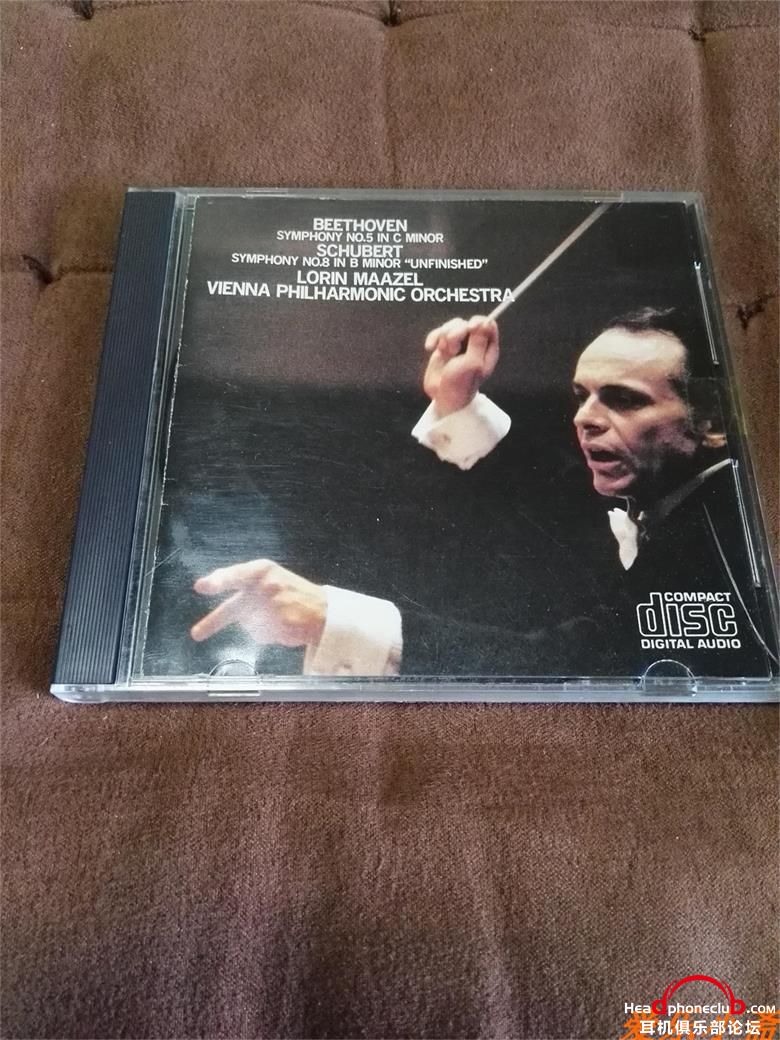 BEETHOVEN
SYMPHONY NO.5 IN C MINOR
SCHUBERT
SYMPHONY NO.8 IN B MINOR "UNFINISHED"
LORIN MAAZEL
VIENNA PHILHARMONIC ORCHESTRA
COMPACT
disc
DIGITAL AUDIO
HeadphoneclUb.com
耳机俱乐部论坛